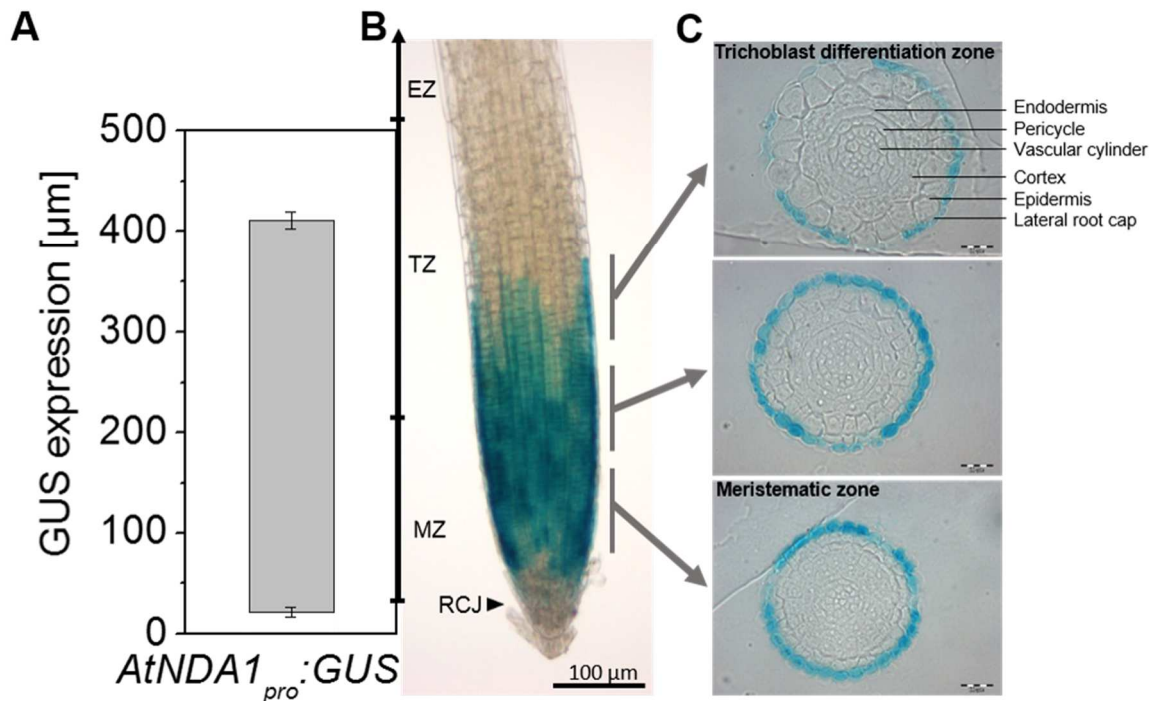 A
GUS expression [µm]
500
400
300
200
100
0
AtNDA1pro:GUS
B
EZ
TZ
MZ
RCJ
100 µm
C
Trichoblast differentiation zone
Endodermis
Pericycle
Vascular cylinder
Cortex
Epidermis
Lateral root cap
Meristematic zone